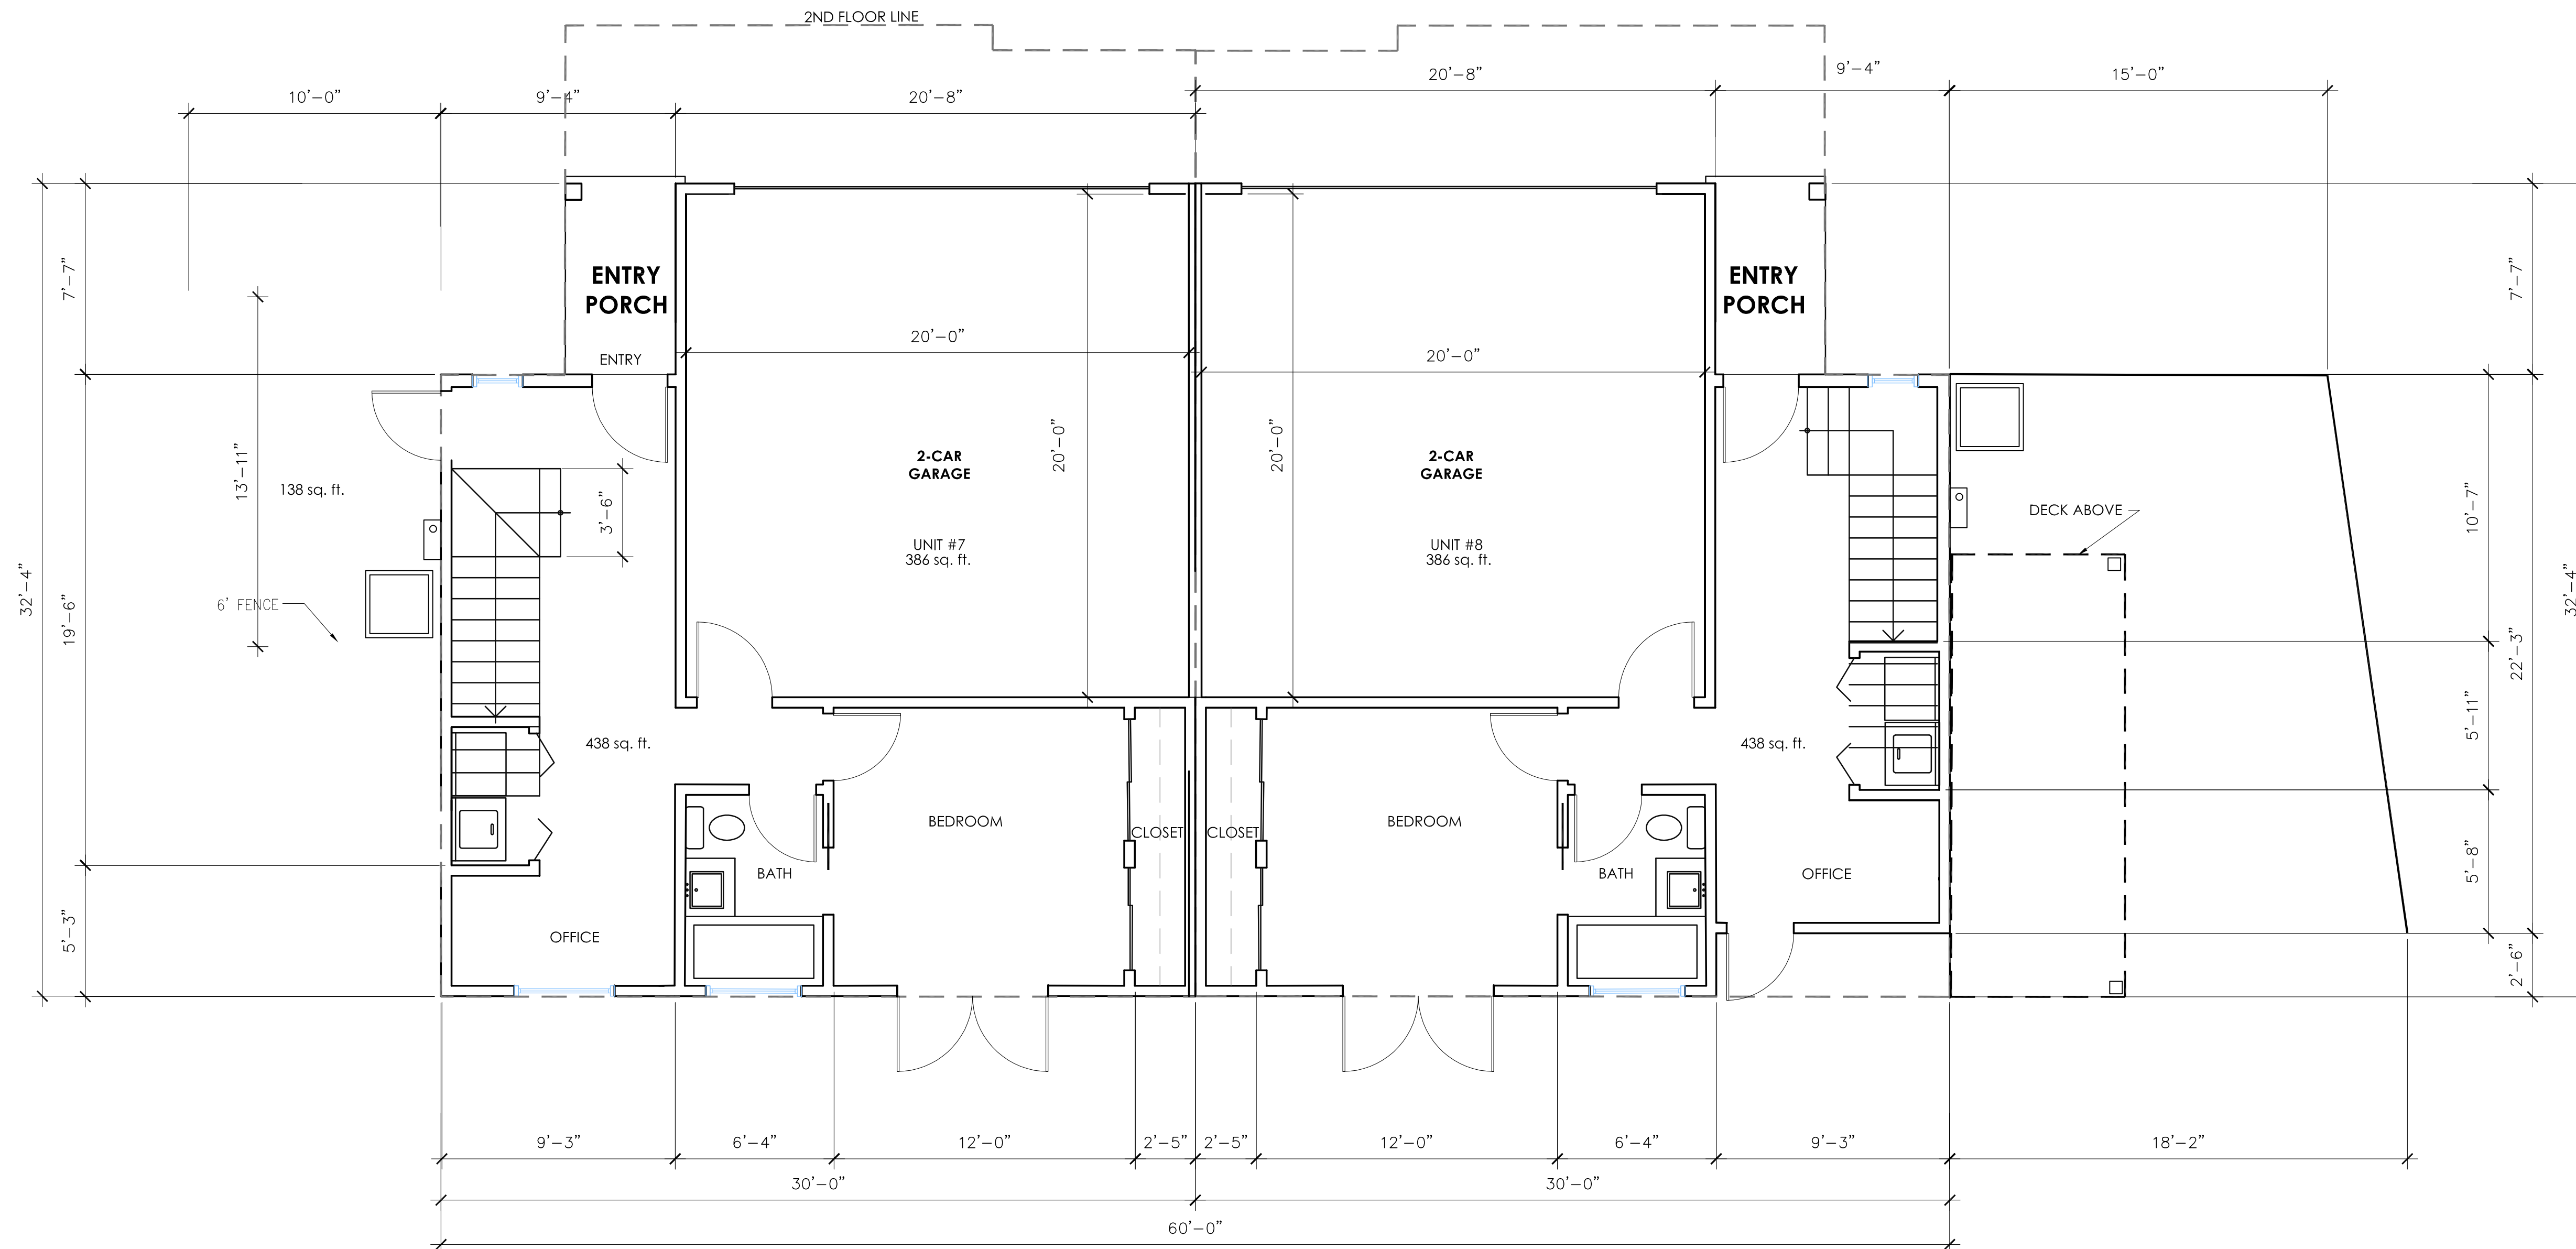 2ND FLOOR LINE
20'-8"
9'-4"
15'-0"
10'-0"
9'-4"
20'-8"
ENTRY
PORCH
ENTRY
PORCH
7'-7"
7'-7"
20'-0"
20'-0"
ENTRY
13'-11"
138 sq. ft.
2-CAR
GARAGE
20'-0"
20'-0"
2-CAR
GARAGE
3'-6"
DECK ABOVE
10'-7"
UNIT #7
386 sq. ft.
UNIT #8
386 sq. ft.
32'-4"
19'-6"
6' FENCE
32'-4"
22'-3"
438 sq. ft.
438 sq. ft.
5'-11"
BEDROOM
CLOSET
CLOSET
BEDROOM
BATH
BATH
OFFICE
5'-8"
5'-3"
OFFICE
2'-6"
9'-3"
6'-4"
12'-0"
2'-5"
2'-5"
12'-0"
6'-4"
9'-3"
18'-2"
30'-0"
30'-0"
60'-0"